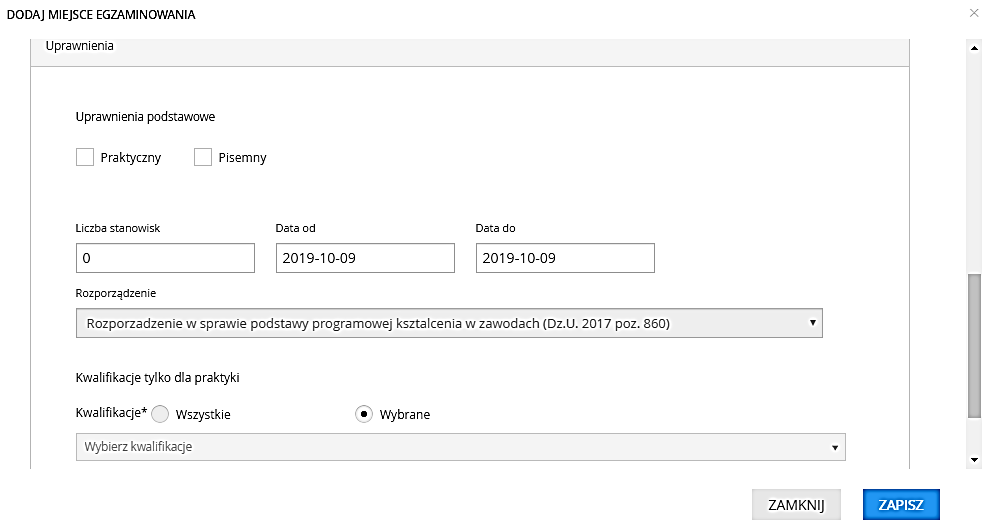 DODAJ MIEJSCE EGZAMINOWANIA
Uprawnienia
Uprawnienia podstawowe
Praktyczny Pisemny
Liczba stanowisk Data od Data do
0 2019-10-09 2019-10-09
Rozporządzenie
Rozporzadzenie w sprawie podstawy programowej ksztalcenia w zawodach (Dz.U. 2017 poz. 860)
Kwalifikacje tylko dla praktyki
Kwalifikacje* Wszystkie Wybrane
Wybierz kwalifikacje
ZAMKNIJ ZAPISZ